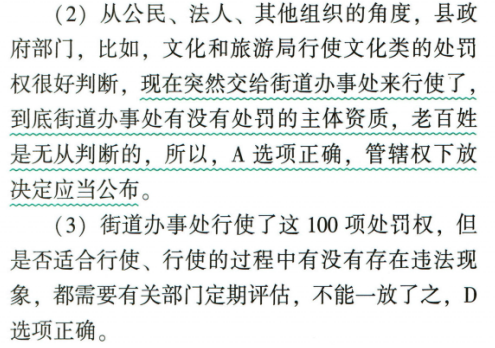 （2）从公民、法人、其他组织的角度，县政
府部门，比如，文化和旅游局行使文化类的处罚
权很好判断，现在突然交给街道办事处来行使了，
到底街道办事处有没有处罚的主体资质，老百姓
是无从判断的，所以，A 选项正确，管辖权下放
决定应当公布。
（3）街道办事处行使了这 100 项处罚权，但
是否适合行使、行使的过程中有没有存在违法现
象，都需要有关部门定期评估，不能一放了之，D
选项正确。